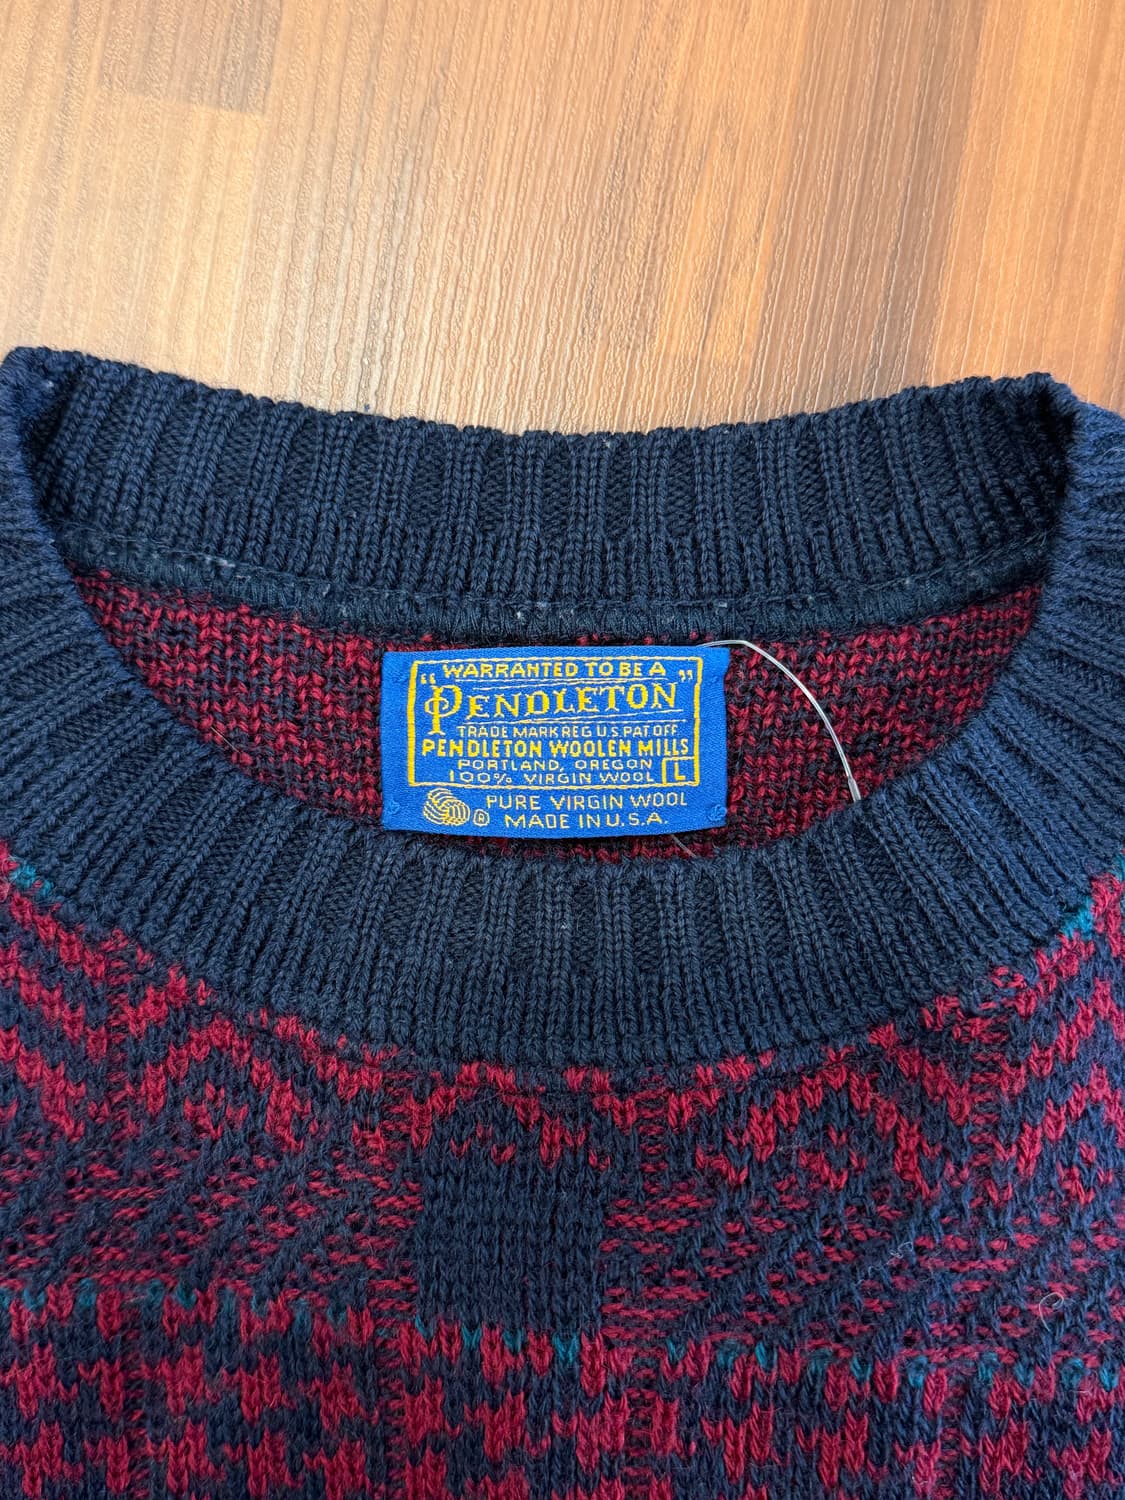 WARRANTED TO BE A
"PENDLETON"
TRADE MARK REG U.S. PAT. OFF
PENDLETON WOOLEN MILLS
PORTLAND, OREGON
100% VIRGIN WOOL L
PURE VIRGIN WOOL
® MADE IN U.S.A.